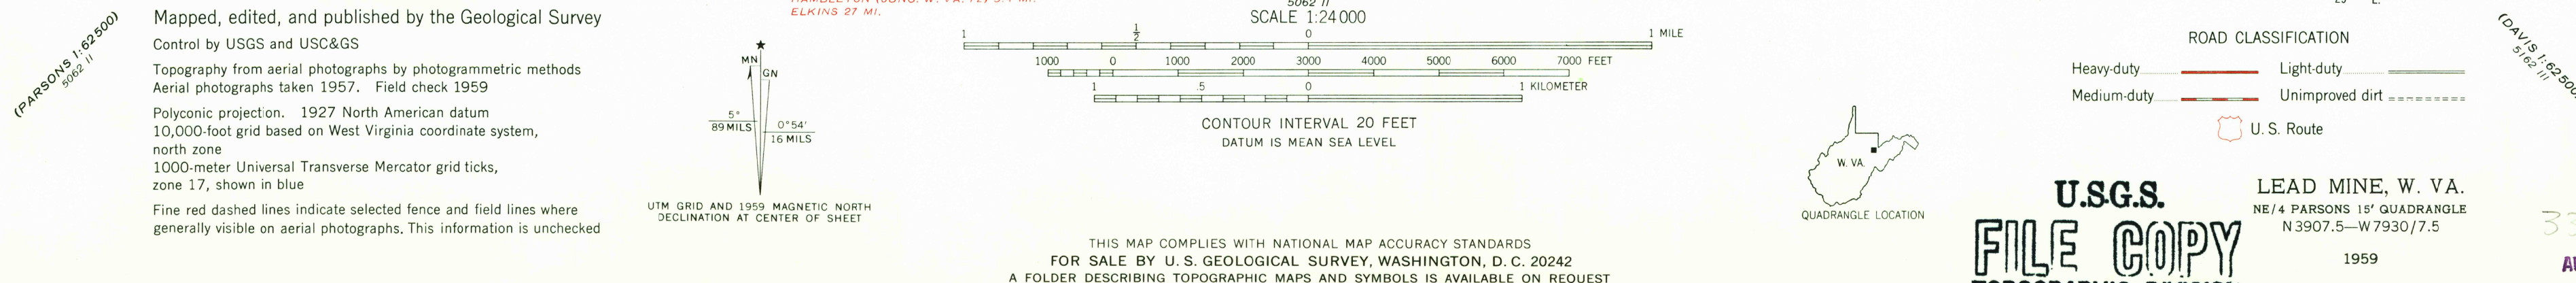 (PARSONS 1:62500)
5062 II
Mapped, edited, and published by the Geological Survey
Control by USGS and USC&GS
Topography from aerial photographs by photogrammetric methods
Aerial photographs taken 1957. Field check 1959
Polyconic projection. 1927 North American datum
10,000-foot grid based on West Virginia coordinate system,
north zone
1000-meter Universal Transverse Mercator grid ticks,
zone 17, shown in blue
Fine red dashed lines indicate selected fence and field lines where
generally visible on aerial photographs. This information is unchecked
ELKINS 27 MI.
MN
GN
5°
89 MILS
0°54'
16 MILS
UTM GRID AND 1959 MAGNETIC NORTH
DECLINATION AT CENTER OF SHEET
5062 II
SCALE 1:24000
1 ½ 0 1 MILE
1000 0 1000 2000 3000 4000 5000 6000 7000 FEET
1 .5 0 1 KILOMETER
CONTOUR INTERVAL 20 FEET
DATUM IS MEAN SEA LEVEL
THIS MAP COMPLIES WITH NATIONAL MAP ACCURACY STANDARDS
FOR SALE BY U. S. GEOLOGICAL SURVEY, WASHINGTON, D. C. 20242
A FOLDER DESCRIBING TOPOGRAPHIC MAPS AND SYMBOLS IS AVAILABLE ON REQUEST
W. VA.
QUADRANGLE LOCATION
ROAD CLASSIFICATION
Heavy-duty Light-duty
Medium-duty Unimproved dirt
U. S. Route
(DAVIS 1:62500)
5162 III
U.S.G.S.
FILE COPY
TOPOGRAPHIC DIVISION
LEAD MINE, W. VA.
NE/4 PARSONS 15' QUADRANGLE
N3907.5—W7930/7.5
1959